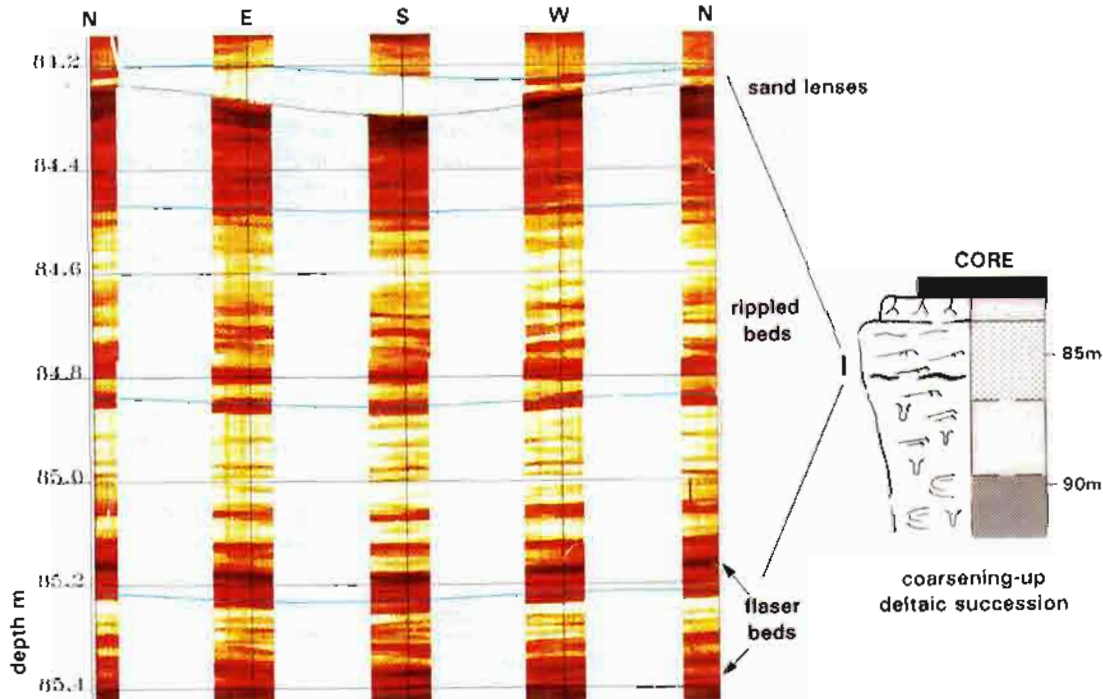 N E S W N
84.2
sand lenses
84.4
84.6
rippled
beds
84.8
85.0
85.2
flaser
beds
85.4
depth m
CORE
85m
90m
coarsening-up
deltaic succession